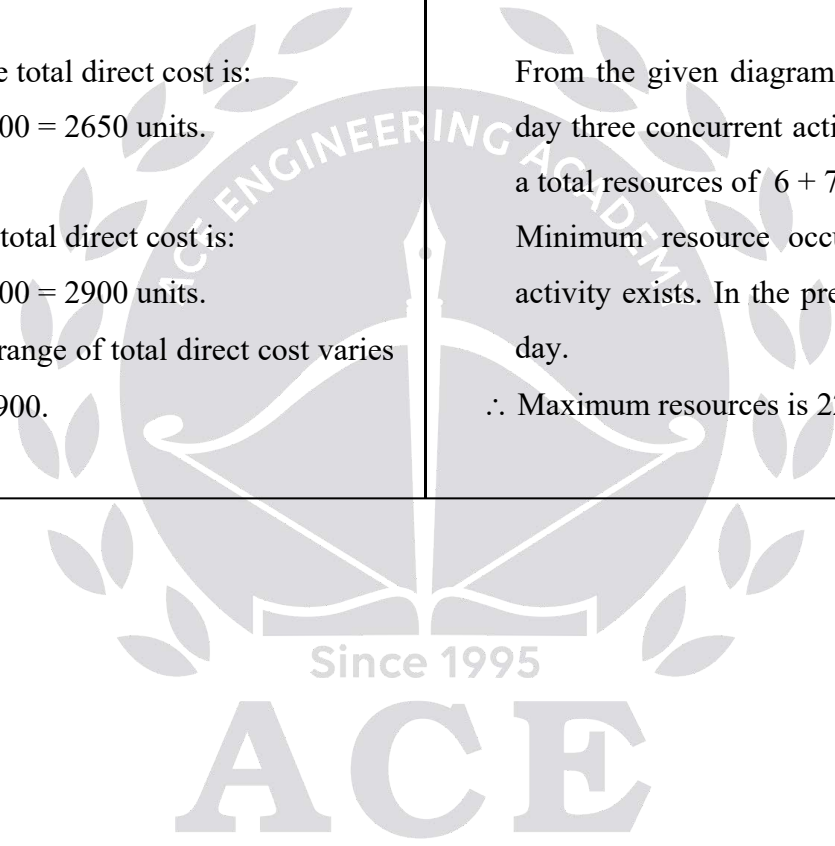 e total direct cost is:
00 = 2650 units.
total direct cost is:
00 = 2900 units.
range of total direct cost varies
900.
From the given diagram
day three concurrent acti
a total resources of 6 + 7
Minimum resource occu
activity exists. In the pre
day.
∴ Maximum resources is 2
ACE ENGINEERING ACADEMY
Since 1995
ACE